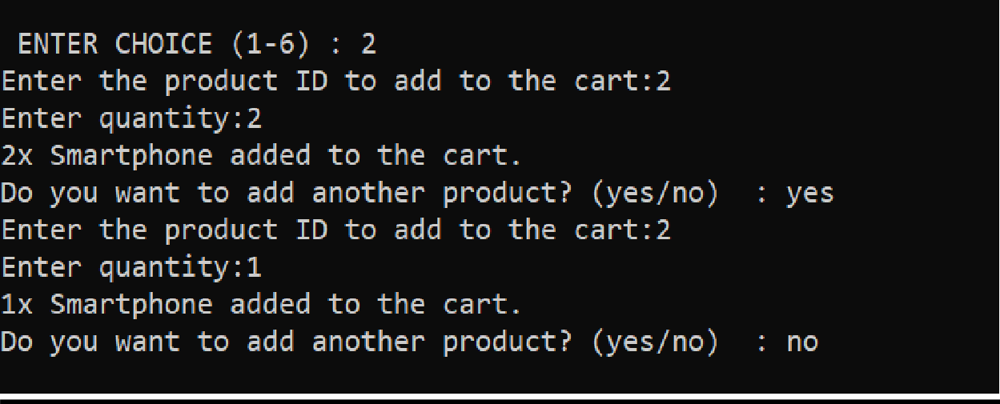 ENTER CHOICE (1-6) : 2
Enter the product ID to add to the cart:2
Enter quantity:2
2x Smartphone added to the cart.
Do you want to add another product? (yes/no)  : yes
Enter the product ID to add to the cart:2
Enter quantity:1
1x Smartphone added to the cart.
Do you want to add another product? (yes/no)  : no